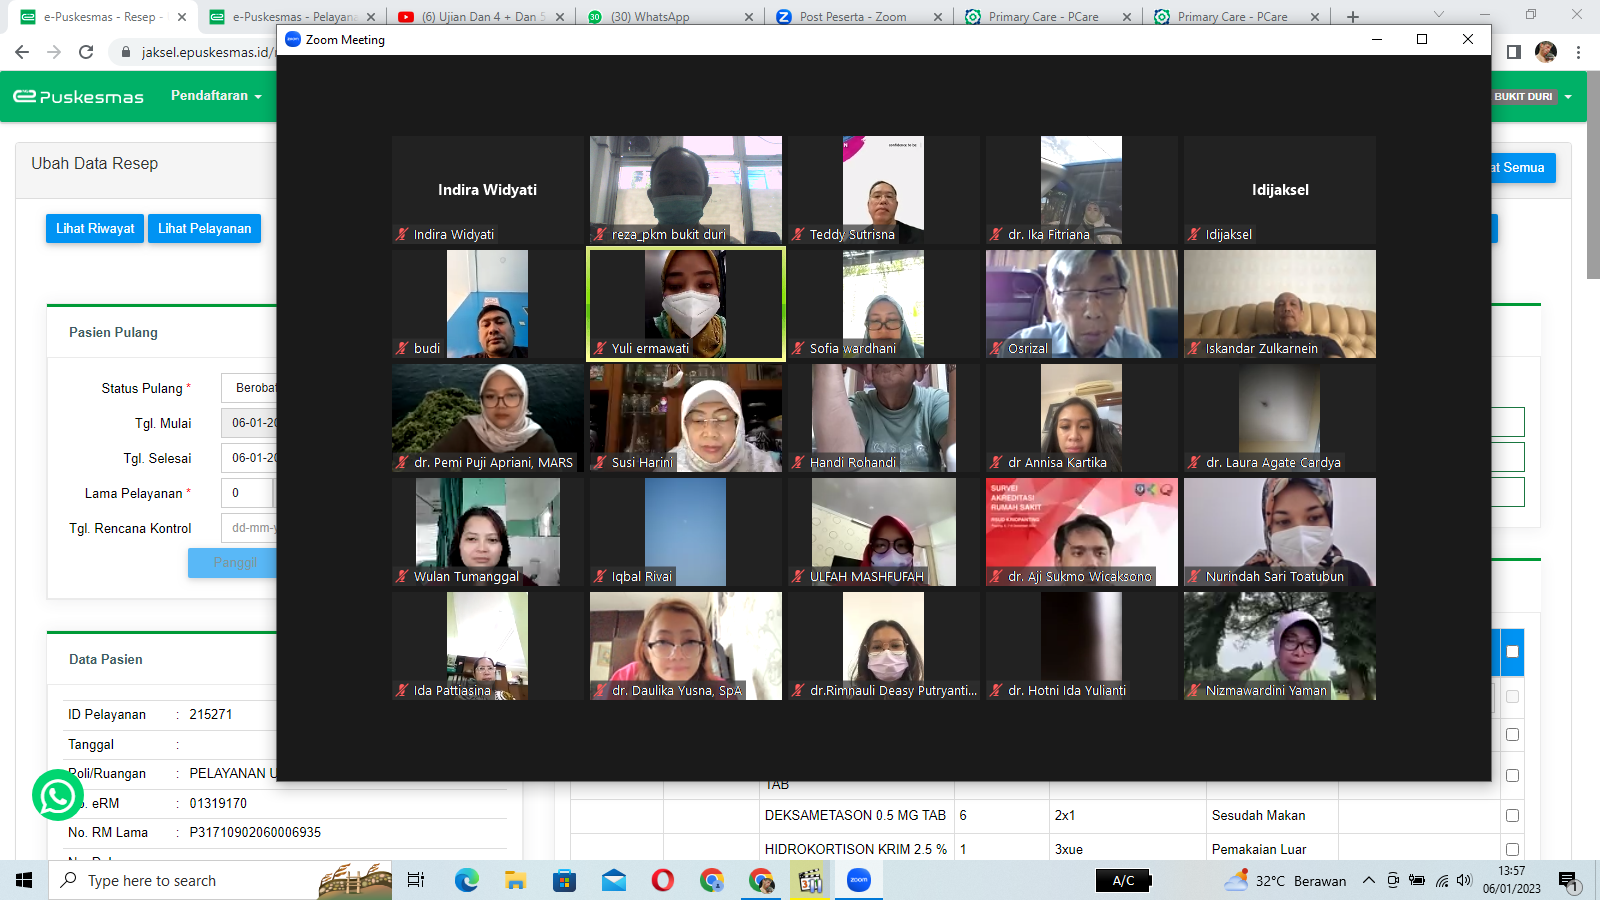 e-Puskesmas - Resep -
e-Puskesmas - Pelayana
(6) Ujian Dan 4 + Dan 5
(30) WhatsApp
Post Peserta - Zoom
Primary Care - PCare
Primary Care - PCare
jaksel.epuskesmas.id/
Zoom Meeting
Puskesmas
Pendaftaran
BUKIT DURI
Ubah Data Resep
at Semua
Lihat Riwayat
Lihat Pelayanan
Pasien Pulang
Status Pulang *
Beroba
Tgl. Mulai
06-01-20
Tgl. Selesai
06-01-20
Lama Pelayanan *
0
Tgl. Rencana Kontrol
dd-mm-y
Panggil
Data Pasien
ID Pelayanan : 215271
Tanggal :
Poli/Ruangan : PELAYANAN U
No. eRM : 01319170
No. RM Lama : P31710902060006935
Indira Widyati
Indira Widyati
reza_pkm bukit duri
confidence to be
Teddy Sutrisna
dr. Ika Fitriana
Idijaksel
Idijaksel
budi
Yuli ermawati
Sofia wardhani
Osrizal
Iskandar Zulkarnein
dr. Pemi Puji Apriani, MARS
Susi Harini
Handi Rohandi
dr Annisa Kartika
dr. Laura Agate Cardya
Wulan Tumanggal
Iqbal Rivai
ULFAH MASHFUFAH
SURVEI
AKREDITASI
RUMAH SAKIT
dr. Aji Sukmo Wicaksono
Nurindah Sari Toatubun
Ida Pattiasina
dr. Daulika Yusna, SpA
dr.Rimnauli Deasy Putryanti...
dr. Hotni Ida Yulianti
Nizmawardini Yaman
TAB
DEKSAMETASON 0.5 MG TAB 6 2x1 Sesudah Makan
HIDROKORTISON KRIM 2.5 % 1 3xue Pemakaian Luar
Type here to search
A/C
32°C Berawan
13:57
06/01/2023
1